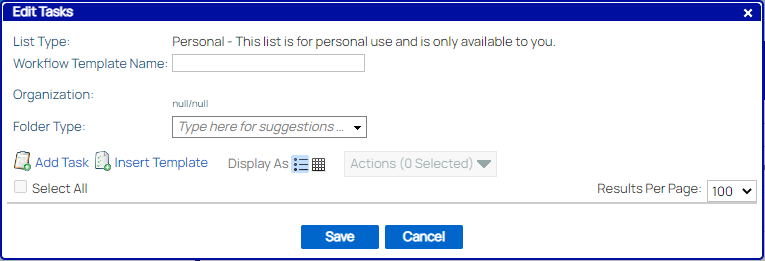 Edit Tasks
List Type: Personal - This list is for personal use and is only available to you.
Workflow Template Name:
Organization:
null/null
Folder Type: Type here for suggestions ...
Add Task Insert Template Display As Actions (0 Selected)
Select All Results Per Page: 100
Save Cancel